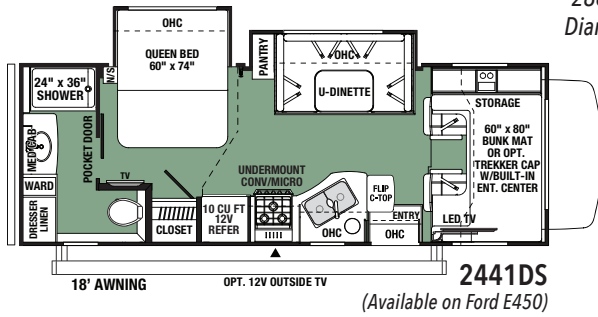 OHC
QUEEN BED
60" x 74"
N/S
PANTRY
OHC
U-DINETTE
24" x 36"
SHOWER
MED CAB
POCKET DOOR
TV
WARD
DRESSER
LINEN
CLOSET
10 CU FT
12V
REFER
UNDERMOUNT
CONV/MICRO
OHC
FLIP
C-TOP
ENTRY
OHC
LED TV
STORAGE
60" x 80"
BUNK MAT
OR OPT.
TREKKER CAP
W/BUILT-IN
ENT. CENTER
18' AWNING
OPT. 12V OUTSIDE TV
2441DS
(Available on Ford E450)